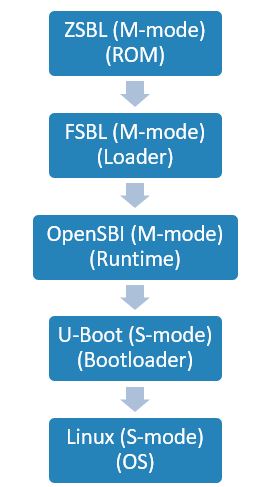 ZSBL (M-mode)
(ROM)
FSBL (M-mode)
(Loader)
OpenSBI (M-mode)
(Runtime)
U-Boot (S-mode)
(Bootloader)
Linux (S-mode)
(OS)